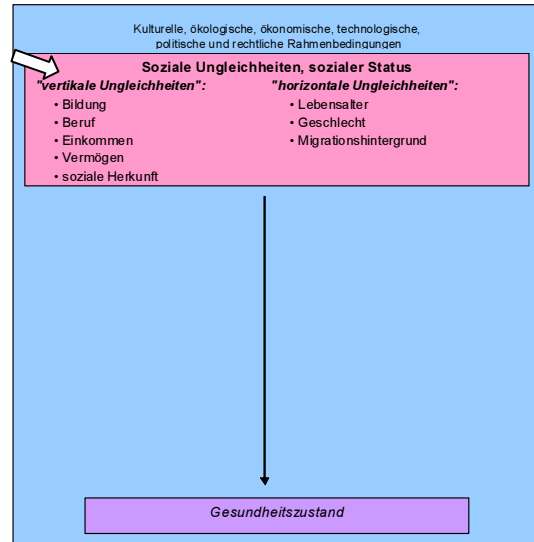 Kulturelle, ökologische, ökonomische, technologische,
politische und rechtliche Rahmenbedingungen
Soziale Ungleichheiten, sozialer Status
"vertikale Ungleichheiten":
• Bildung
• Beruf
• Einkommen
• Vermögen
• soziale Herkunft
"horizontale Ungleichheiten":
• Lebensalter
• Geschlecht
• Migrationshintergrund
Gesundheitszustand